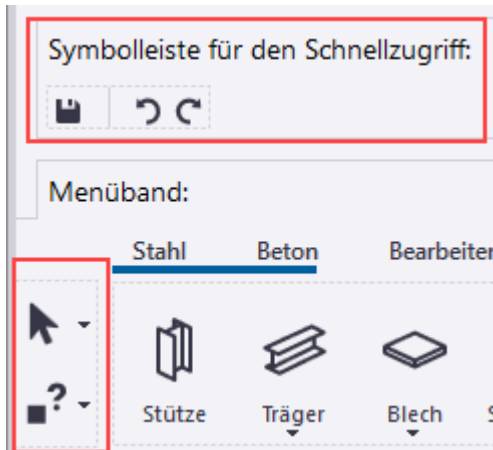 Symbolleiste für den Schnellzugriff:
Menüband:
Stahl Beton Bearbeiten
?
Stütze Träger Blech S